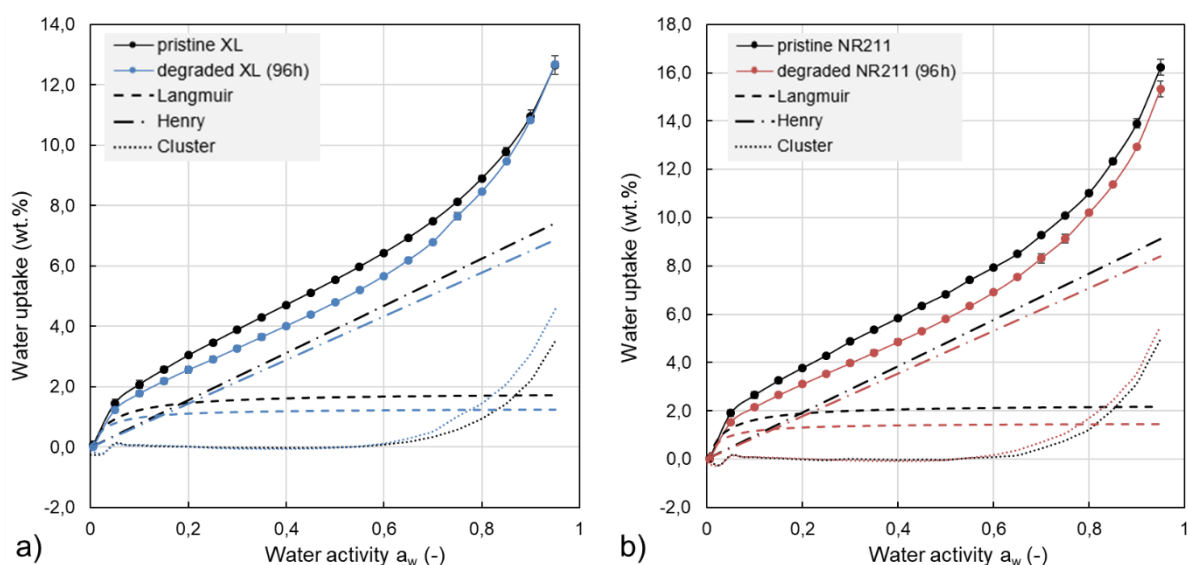 14,0
12,0
10,0
8,0
6,0
4,0
2,0
0,0
-2,0
Water uptake (wt.%)
pristine XL
degraded XL (96h)
Langmuir
Henry
Cluster
0
0,2
0,4
0,6
0,8
1
Water activity a_w (-)
a)
18,0
16,0
14,0
12,0
10,0
8,0
6,0
4,0
2,0
0,0
-2,0
Water uptake (wt.%)
pristine NR211
degraded NR211 (96h)
Langmuir
Henry
Cluster
0
0,2
0,4
0,6
0,8
1
Water activity a_w (-)
b)